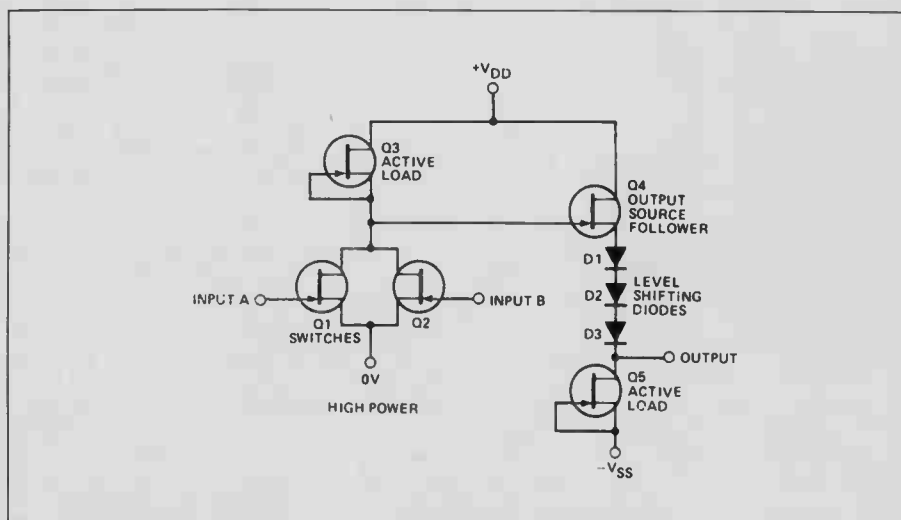 +VDD
Q3
ACTIVE
LOAD
Q4
OUTPUT
SOURCE
FOLLOWER
D1
D2
LEVEL
SHIFTING
DIODES
D3
INPUT A
INPUT B
Q1
Q2
SWITCHES
0V
HIGH POWER
OUTPUT
Q5
ACTIVE
LOAD
-VSS